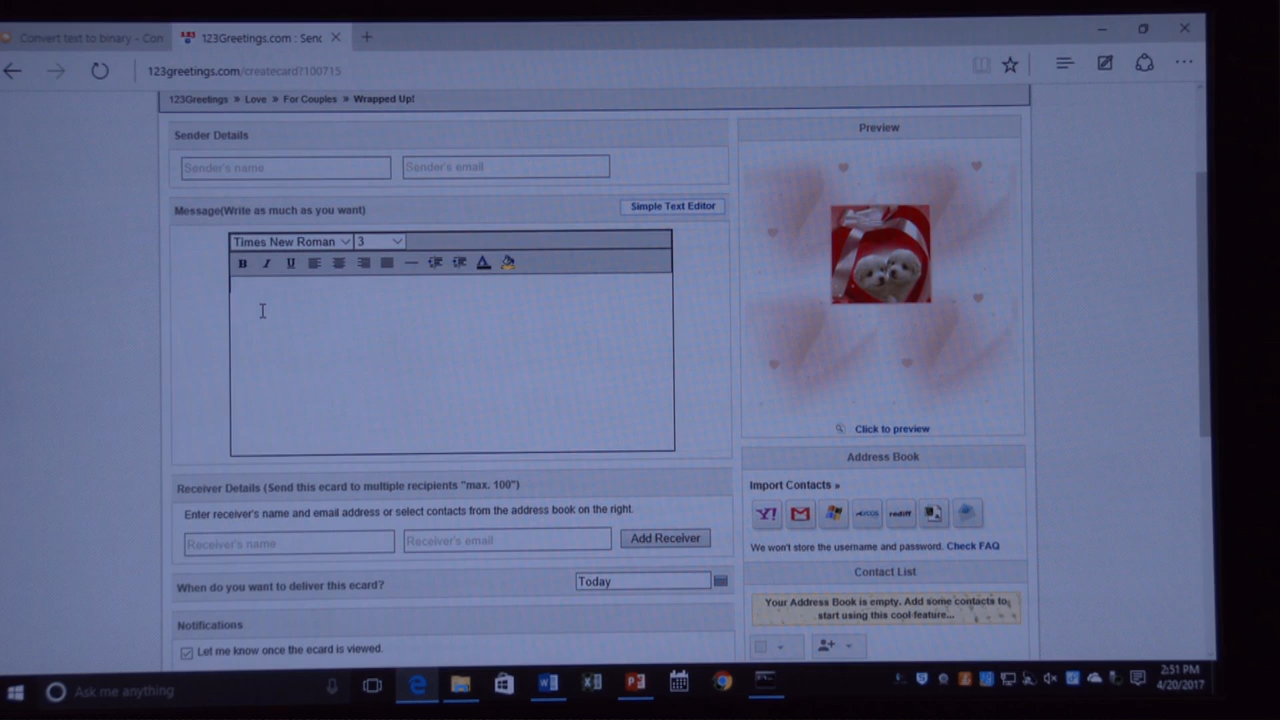 Convert text to binary - Con
123Greetings.com : Senc
123greetings.com/createcard?100715
123Greetings » Love » For Couples » Wrapped Up!
Sender Details
Sender's name
Sender's email
Message(Write as much as you want)
Simple Text Editor
Times New Roman
3
B I U
Receiver Details (Send this ecard to multiple recipients "max. 100")
Enter receiver's name and email address or select contacts from the address book on the right.
Receiver's name
Receiver's email
Add Receiver
When do you want to deliver this ecard?
Today
Notifications
Let me know once the ecard is viewed.
Preview
Click to preview
Address Book
Import Contacts »
Y!
rediff
We won't store the username and password. Check FAQ
Contact List
Your Address Book is empty. Add some contacts to
start using this cool feature...
Ask me anything
2:51 PM
4/20/2017